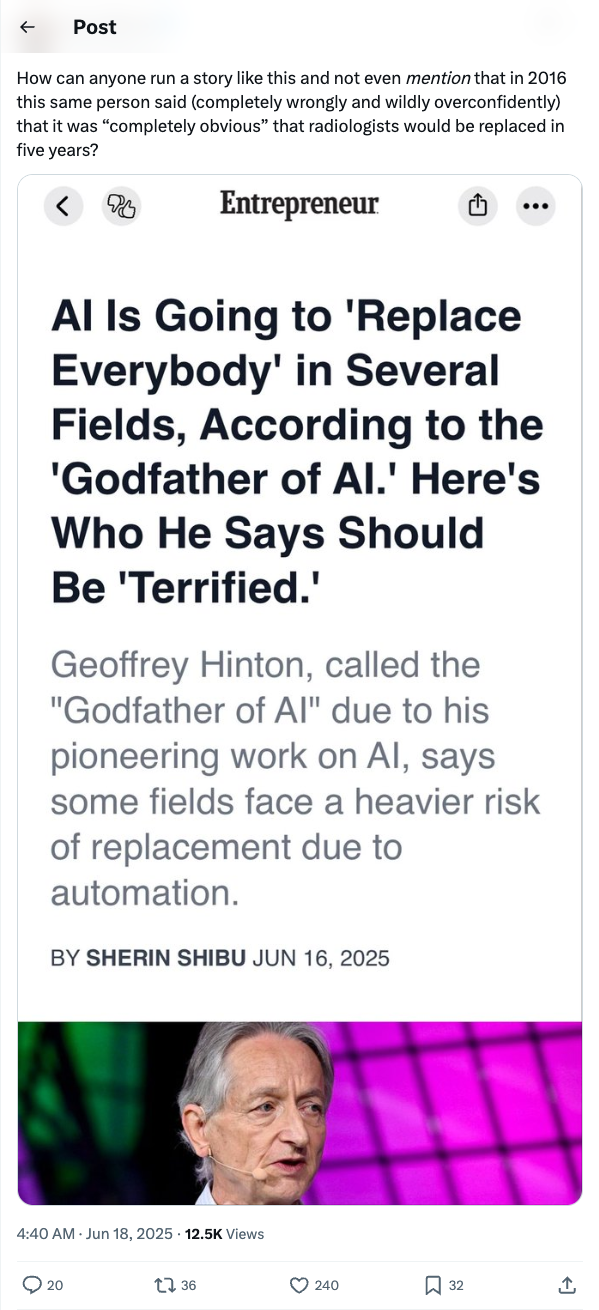 Post
How can anyone run a story like this and not even mention that in 2016
this same person said (completely wrongly and wildly overconfidently)
that it was “completely obvious” that radiologists would be replaced in
five years?
Entrepreneur
AI Is Going to 'Replace
Everybody' in Several
Fields, According to the
'Godfather of AI.' Here's
Who He Says Should
Be 'Terrified.'
Geoffrey Hinton, called the
"Godfather of AI" due to his
pioneering work on AI, says
some fields face a heavier risk
of replacement due to
automation.
BY SHERIN SHIBU JUN 16, 2025
4:40 AM · Jun 18, 2025 · 12.5K Views
20 36 240 32